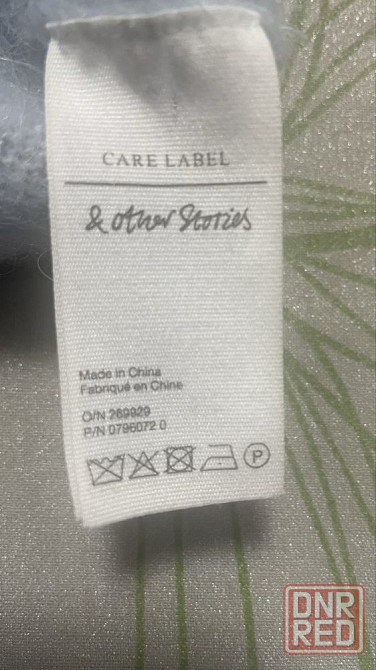 CARE LABEL
& other Stories
Made in China
Fabriqué en Chine
O/N 269929
P/N 0796072 0
P
DNR
RED